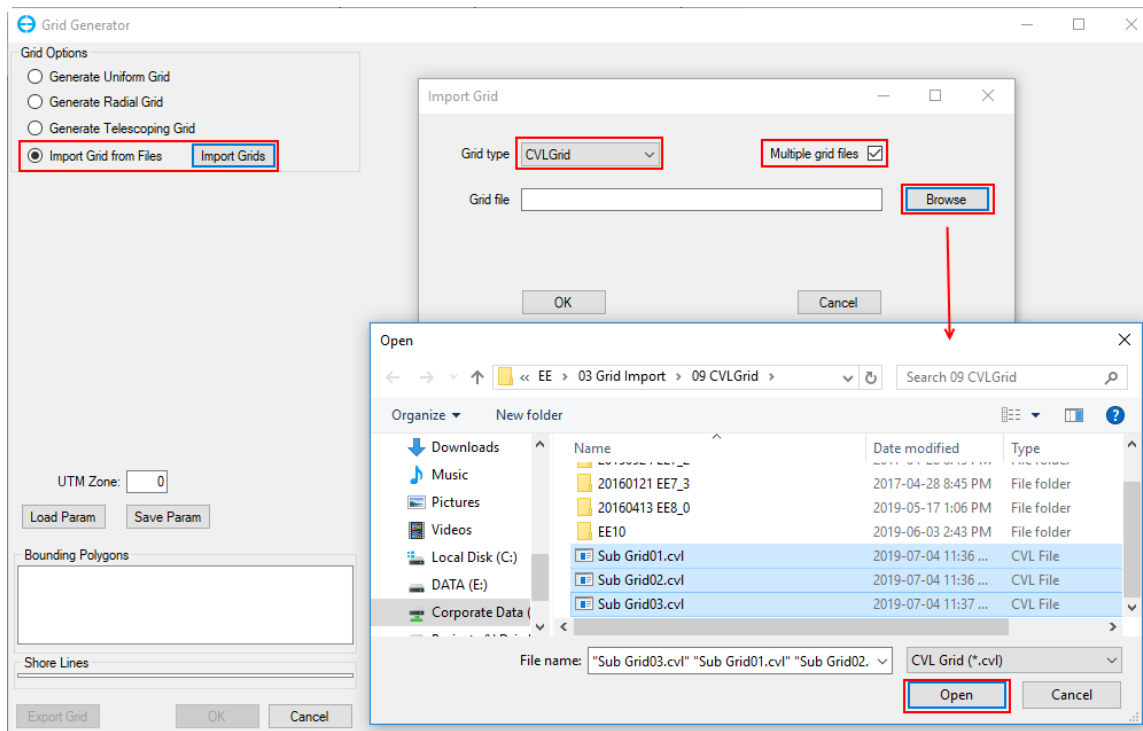 Grid Generator
Grid Options
Generate Uniform Grid
Generate Radial Grid
Generate Telescoping Grid
Import Grid from Files Import Grids
Import Grid
Grid type CVLGrid Multiple grid files
Grid file Browse
OK Cancel
Open
« EE > 03 Grid Import > 09 CVLGrid > Search 09 CVLGrid
Organize New folder
Downloads Name Date modified Type
Music 20160121 EE7_3 2017-04-28 8:45 PM File folder
Pictures 20160413 EE8_0 2019-05-17 1:06 PM File folder
Videos EE10 2019-06-03 2:43 PM File folder
Local Disk (C:) Sub Grid01.cvl 2019-07-04 11:36 ... CVL File
DATA (E:) Sub Grid02.cvl 2019-07-04 11:36 ... CVL File
Corporate Data ( Sub Grid03.cvl 2019-07-04 11:37 ... CVL File
File name: "Sub Grid03.cvl" "Sub Grid01.cvl" "Sub Grid02. CVL Grid (*.cvl)
Open Cancel
UTM Zone: 0
Load Param Save Param
Bounding Polygons
Shore Lines
Export Grid OK Cancel